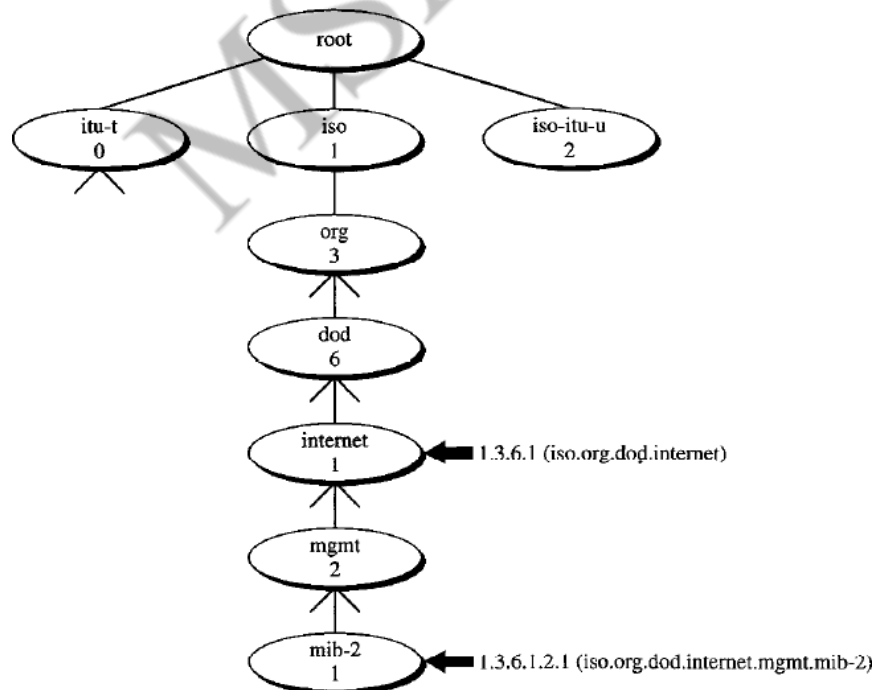 root
itu-t
0
iso
1
iso-itu-u
2
org
3
dod
6
internet
1
1.3.6.1 (iso.org.dod.internet)
mgmt
2
mib-2
1
1.3.6.1.2.1 (iso.org.dod.internet.mgmt.mib-2)